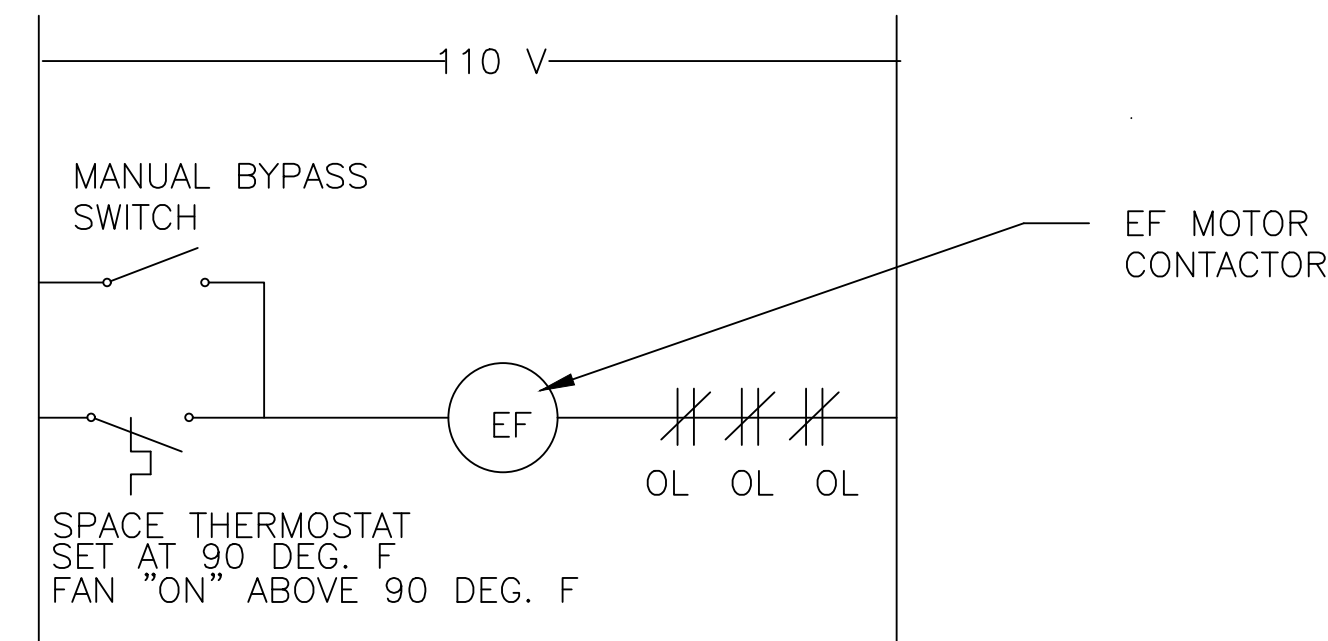 110 V
MANUAL BYPASS
SWITCH
EF MOTOR
CONTACTOR
EF
OL OL OL
SPACE THERMOSTAT
SET AT 90 DEG. F
FAN "ON" ABOVE 90 DEG. F